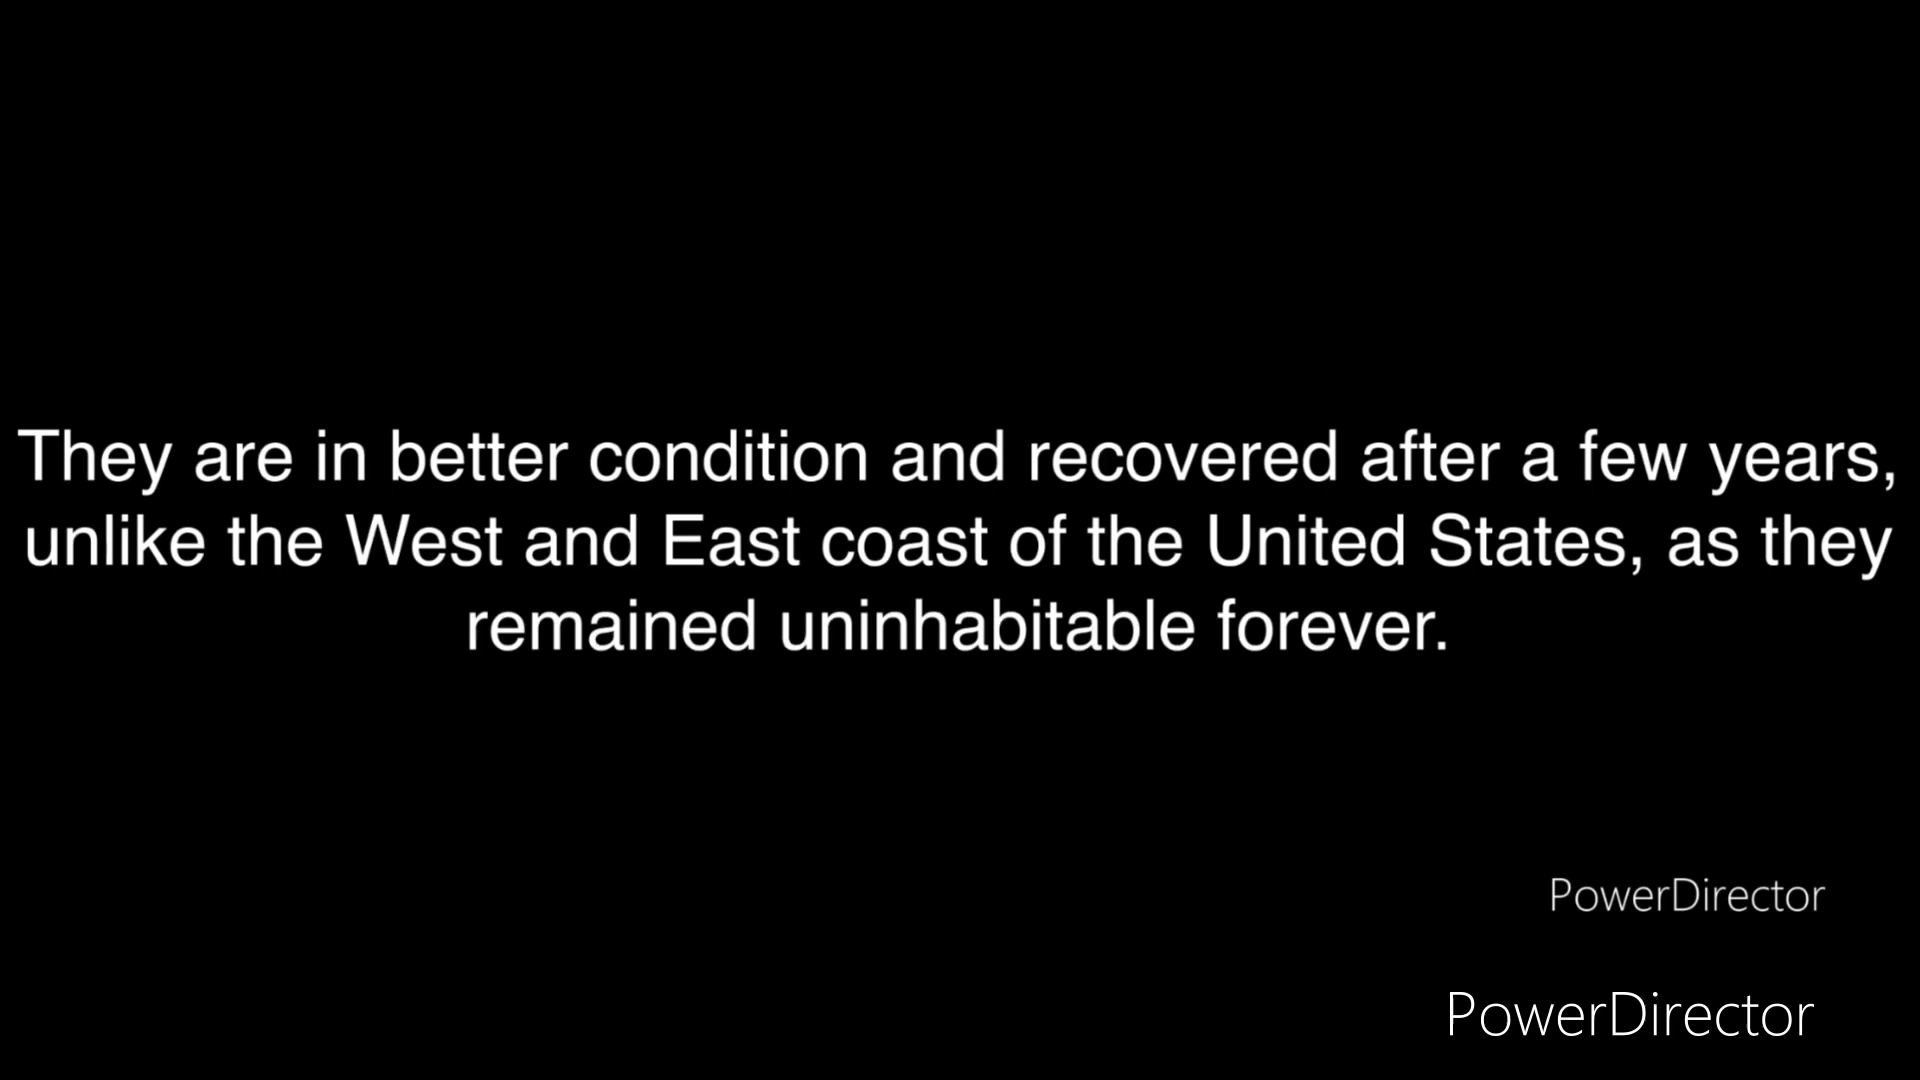 They are in better condition and recovered after a few years,
unlike the West and East coast of the United States, as they
remained uninhabitable forever.
PowerDirector
PowerDirector